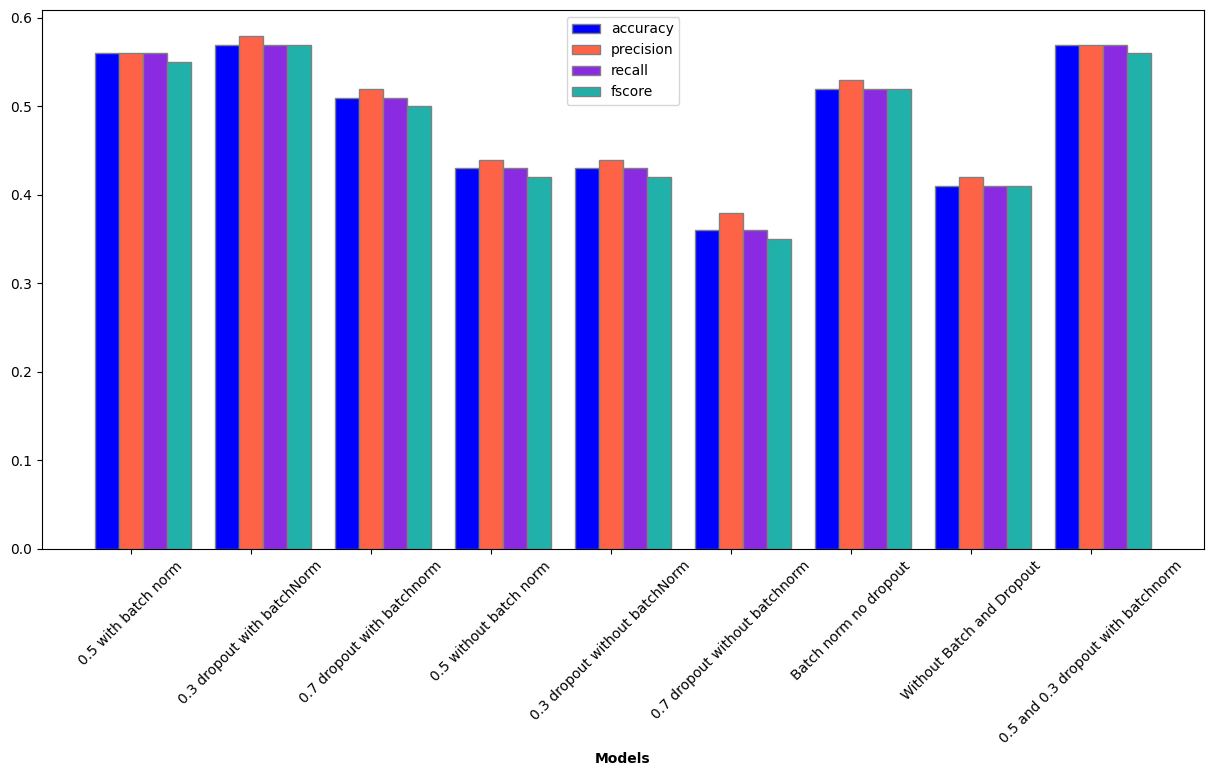 0.6
0.5
0.4
0.3
0.2
0.1
0.0
accuracy
precision
recall
fscore
0.5 with batch norm
0.3 dropout with batchNorm
0.7 dropout with batchnorm
0.5 without batch norm
0.3 dropout without batchNorm
0.7 dropout without batchnorm
Batch norm no dropout
Without Batch and Dropout
0.5 and 0.3 dropout with batchnorm
Models